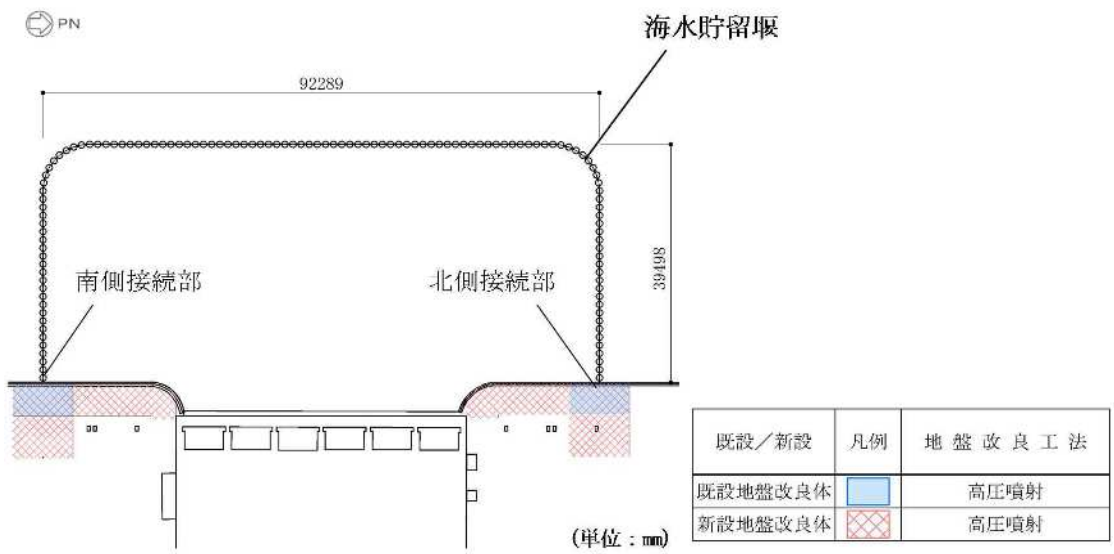 PN
海水貯留堰
92289
39498
南側接続部
北側接続部
既設／新設 凡例 地盤改良工法
既設地盤改良体 高圧噴射
新設地盤改良体 高圧噴射
(単位：mm)